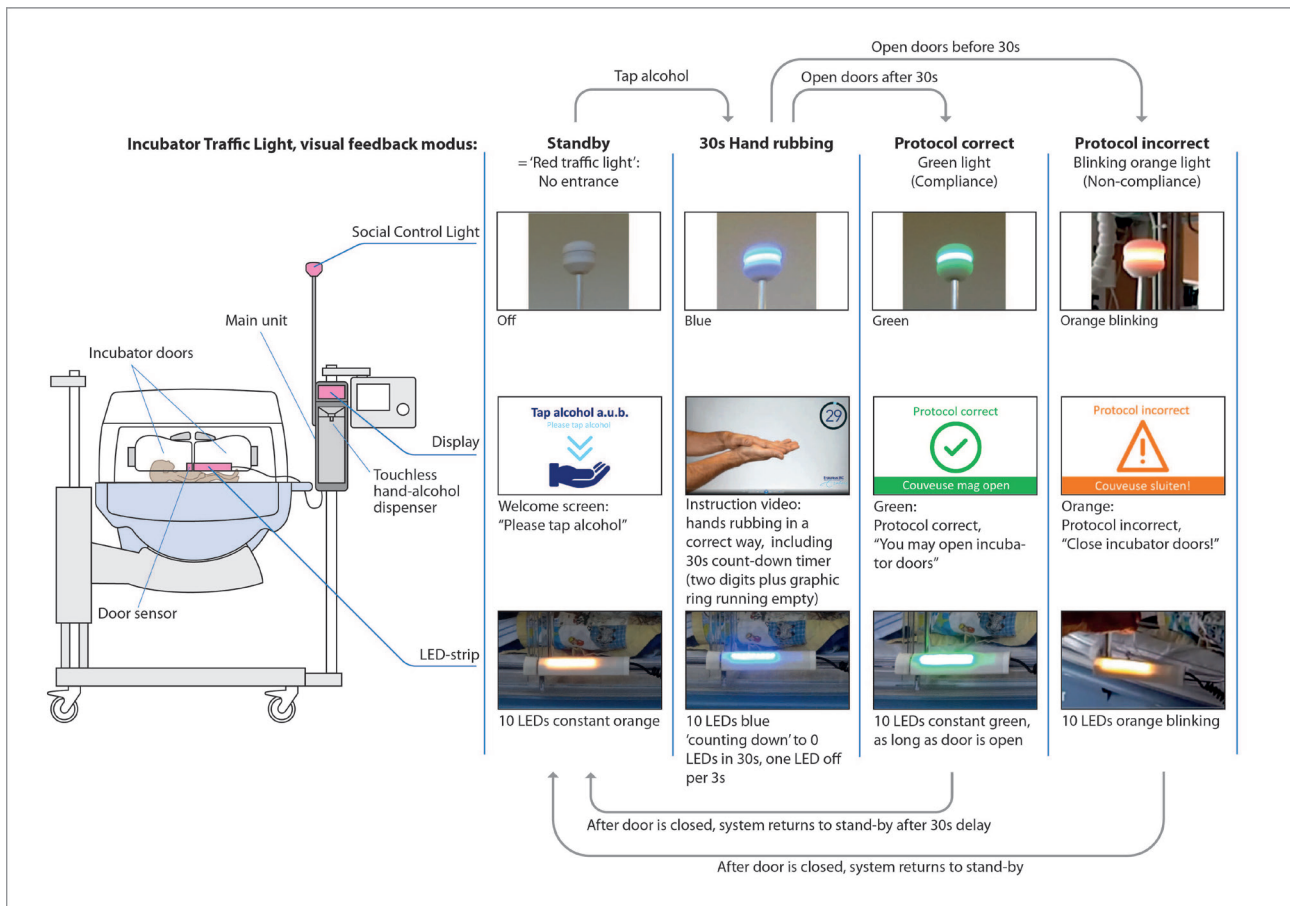 Open doors before 30s
Tap alcohol
Open doors after 30s
Incubator Traffic Light, visual feedback modus:
Standby
= ‘Red traffic light’:
No entrance
30s Hand rubbing
Protocol correct
Green light
(Compliance)
Protocol incorrect
Blinking orange light
(Non-compliance)
Social Control Light
Main unit
Incubator doors
Display
Touchless
hand-alcohol
dispenser
Door sensor
LED-strip
Off
Blue
Green
Orange blinking
Tap alcohol a.u.b.
Please tap alcohol
Welcome screen:
“Please tap alcohol”
29
Instruction video:
hands rubbing in a
correct way, including
30s count-down timer
(two digits plus graphic
ring running empty)
Protocol correct
Couveuse mag open
Green:
Protocol correct,
“You may open incuba-
tor doors”
Protocol incorrect
Couveuse sluiten!
Orange:
Protocol incorrect,
“Close incubator doors!”
10 LEDs constant orange
10 LEDs blue
‘counting down’ to 0
LEDs in 30s, one LED off
per 3s
10 LEDs constant green,
as long as door is open
10 LEDs orange blinking
After door is closed, system returns to stand-by after 30s delay
After door is closed, system returns to stand-by